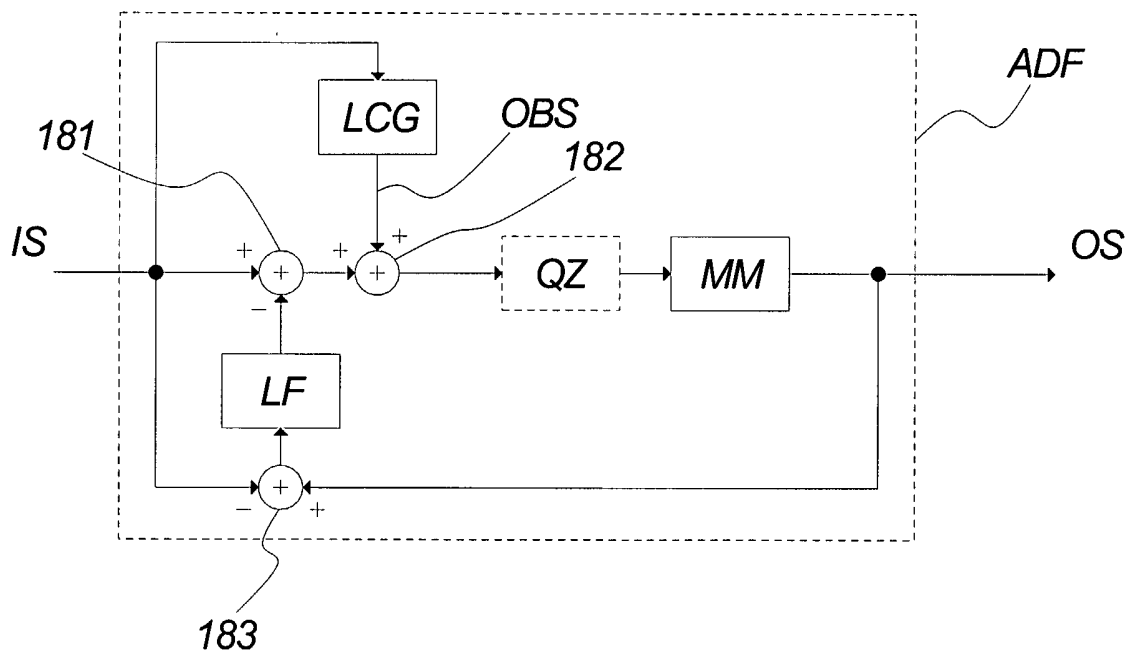 ADF
LCG
OBS
181
182
IS
+
+
+
+
+
QZ
MM
OS
−
LF
+
−
+
183